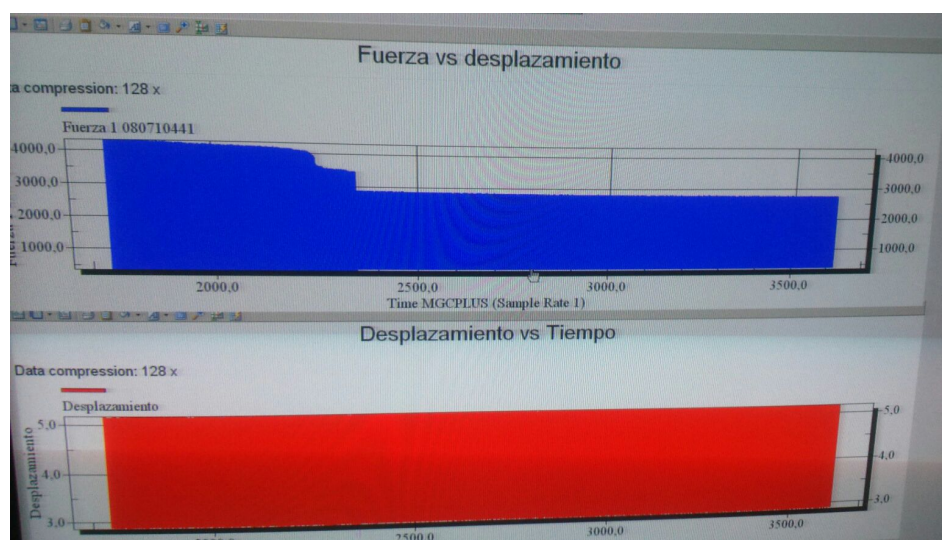 Fuerza vs desplazamiento
a compression: 128 x
Fuerza 1 080710441
4000,0
3000,0
2000,0
1000,0
4000,0
3000,0
2000,0
1000,0
2000,0 2500,0 3000,0 3500,0
Time MGCPLUS (Sample Rate 1)
Desplazamiento vs Tiempo
Data compression: 128 x
Desplazamiento
Desplazamiento
5,0
4,0
3,0
5,0
4,0
3,0
2500,0 3000,0 3500,0